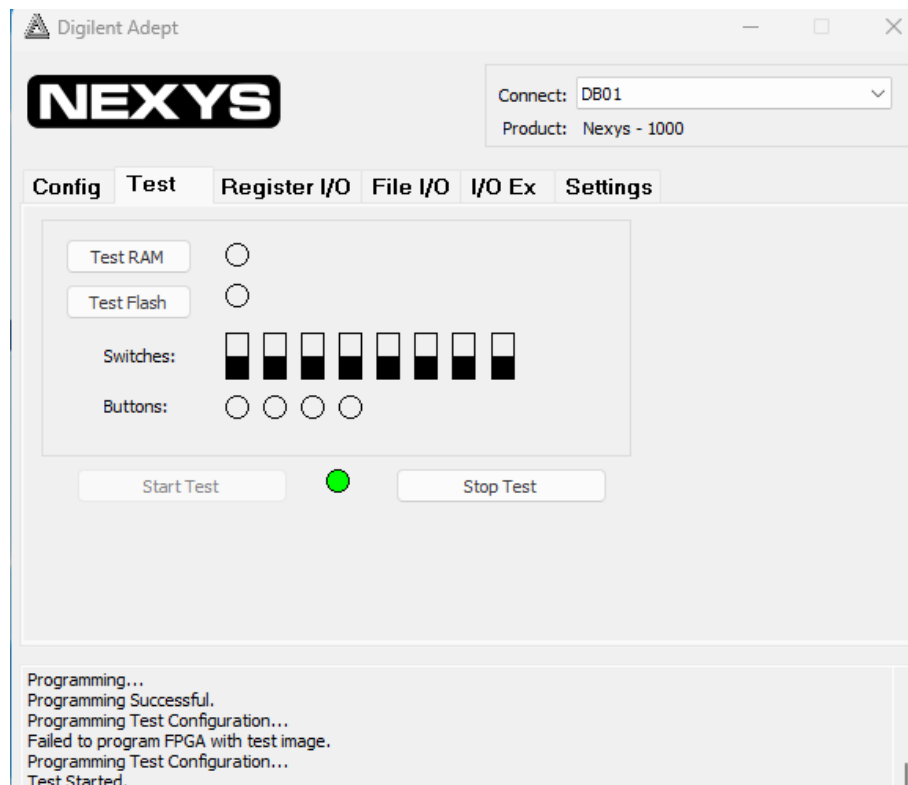 Digilent Adept
NEXYS
Connect: DB01
Product: Nexys - 1000
Config Test Register I/O File I/O I/O Ex Settings
Test RAM
Test Flash
Switches:
Buttons:
Start Test Stop Test
Programming...
Programming Successful.
Programming Test Configuration...
Failed to program FPGA with test image.
Programming Test Configuration...
Test Started.